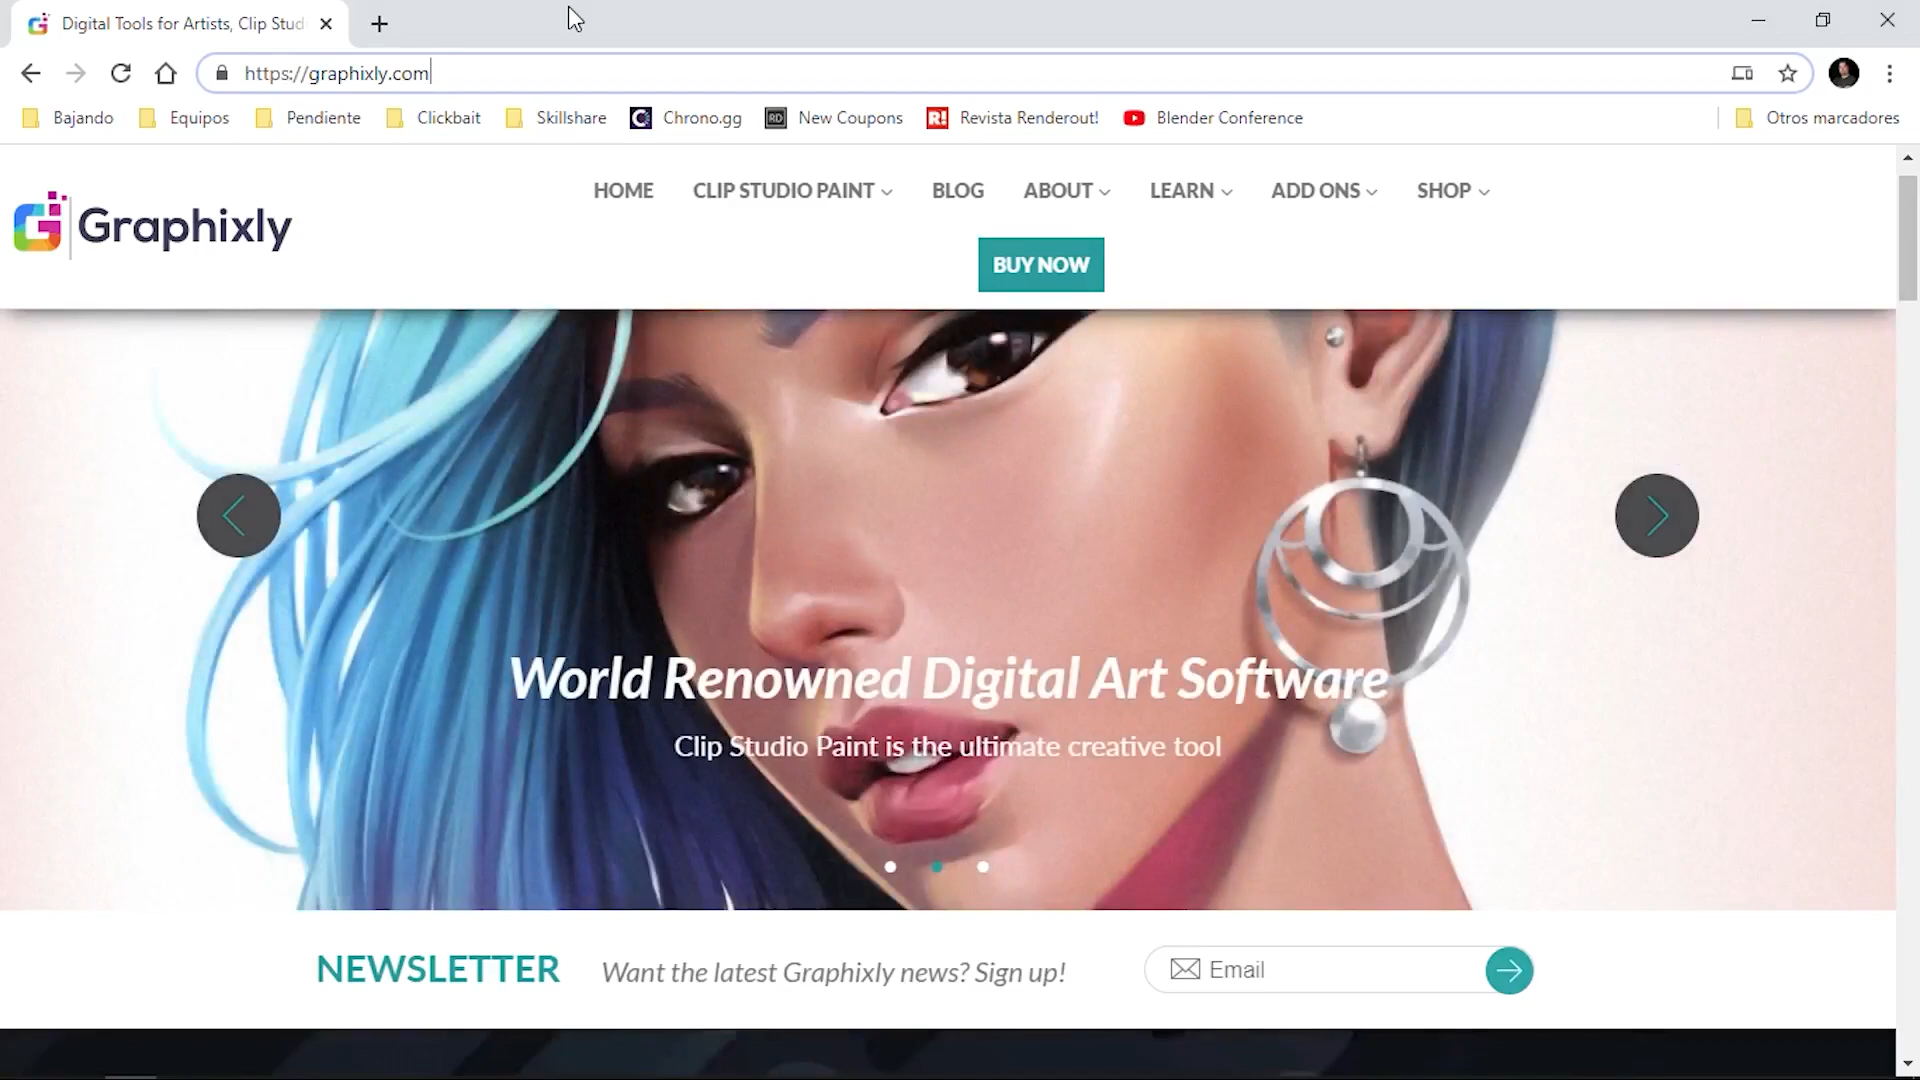 Digital Tools for Artists, Clip Stud
https://graphixly.com
Bajando Equipos Pendiente Clickbait Skillshare Chrono.gg RD New Coupons R! Revista Renderout! Blender Conference Otros marcadores
HOME CLIP STUDIO PAINT BLOG ABOUT LEARN ADD ONS SHOP
G Graphixly
BUY NOW
World Renowned Digital Art Software
Clip Studio Paint is the ultimate creative tool
NEWSLETTER Want the latest Graphixly news? Sign up! Email